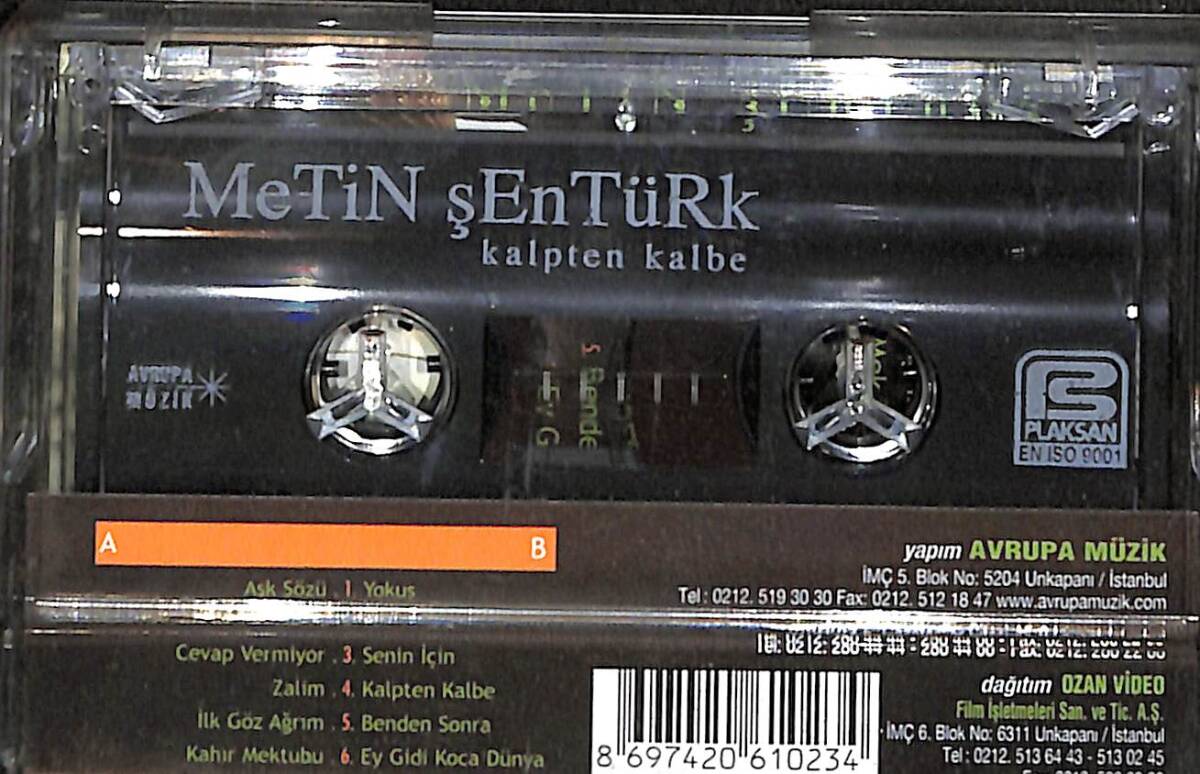 MeTiN şEnTüRk
kalpten kalbe
AVRUPA
MÜZİK
5. Bende
Ey G
PLAKSAN
EN ISO 9001
A B
Aşk Sözü . 1 Yokuş
Cevap Vermiyor . 3. Senin İçin
Zalim . 4. Kalpten Kalbe
İlk Göz Ağrım . 5. Benden Sonra
Kahır Mektubu . 6. Ey Gidi Koca Dünya
yapım AVRUPA MÜZİK
İMÇ 5. Blok No: 5204 Unkapanı / İstanbul
Tel: 0212. 519 30 30 Fax: 0212. 512 18 47 www.avrupamuzik.com
dağıtım OZAN VİDEO
Film İşletmeleri San. ve Tic. A.Ş.
İMÇ 6. Blok No: 6311 Unkapanı / İstanbul
Tel: 0212. 513 64 43 - 513 02 45
8 697420 610234